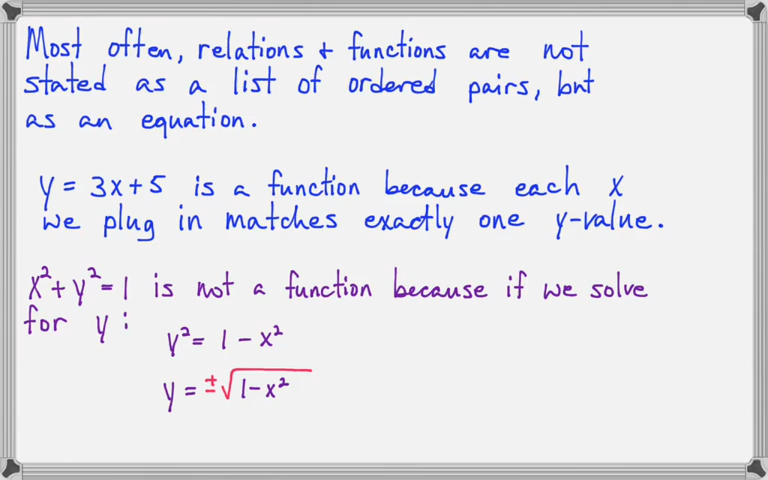 Most often, relations + functions are not
stated as a list of ordered pairs, but
as an equation.
y = 3x+5 is a function because each x
we plug in matches exactly one y-value.
x²+ y²= 1 is not a function because if we solve
for y :
y²= 1 - x²
y = ±√1-x²